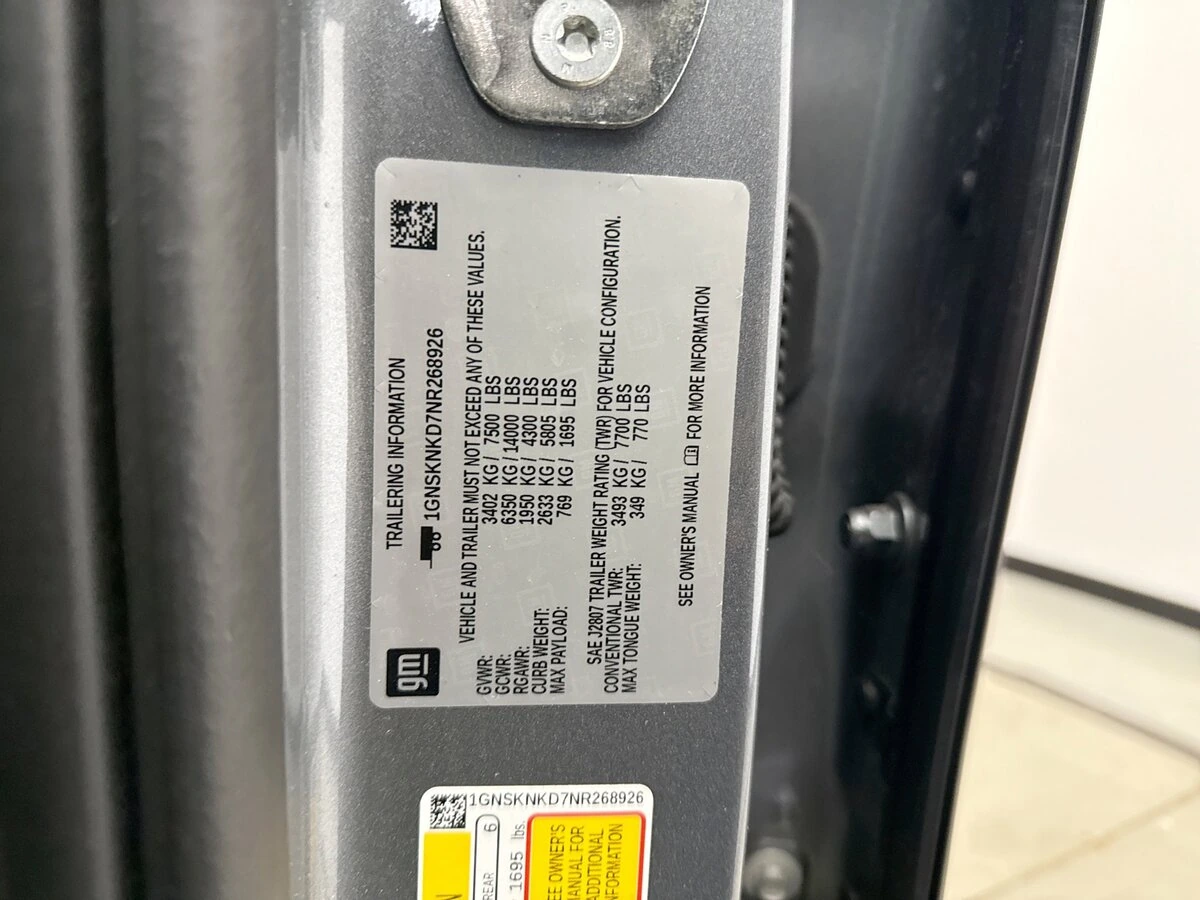 gm
TRAILERING INFORMATION
1GNSKNKD7NR268926
VEHICLE AND TRAILER MUST NOT EXCEED ANY OF THESE VALUES.
GVWR: 3402 KG / 7500 LBS
GCWR: 6350 KG / 14000 LBS
RGAWR: 1950 KG / 4300 LBS
CURB WEIGHT: 2633 KG / 5805 LBS
MAX PAYLOAD: 769 KG / 1695 LBS
SAE J2807 TRAILER WEIGHT RATING (TWR) FOR VEHICLE CONFIGURATION.
CONVENTIONAL TWR: 3493 KG / 7700 LBS
MAX TONGUE WEIGHT: 349 KG / 770 LBS
SEE OWNER'S MANUAL FOR MORE INFORMATION
1GNSKNKD7NR268926
REAR 6
1695 lbs.
OWNER'S
FOR
ADDITIONAL